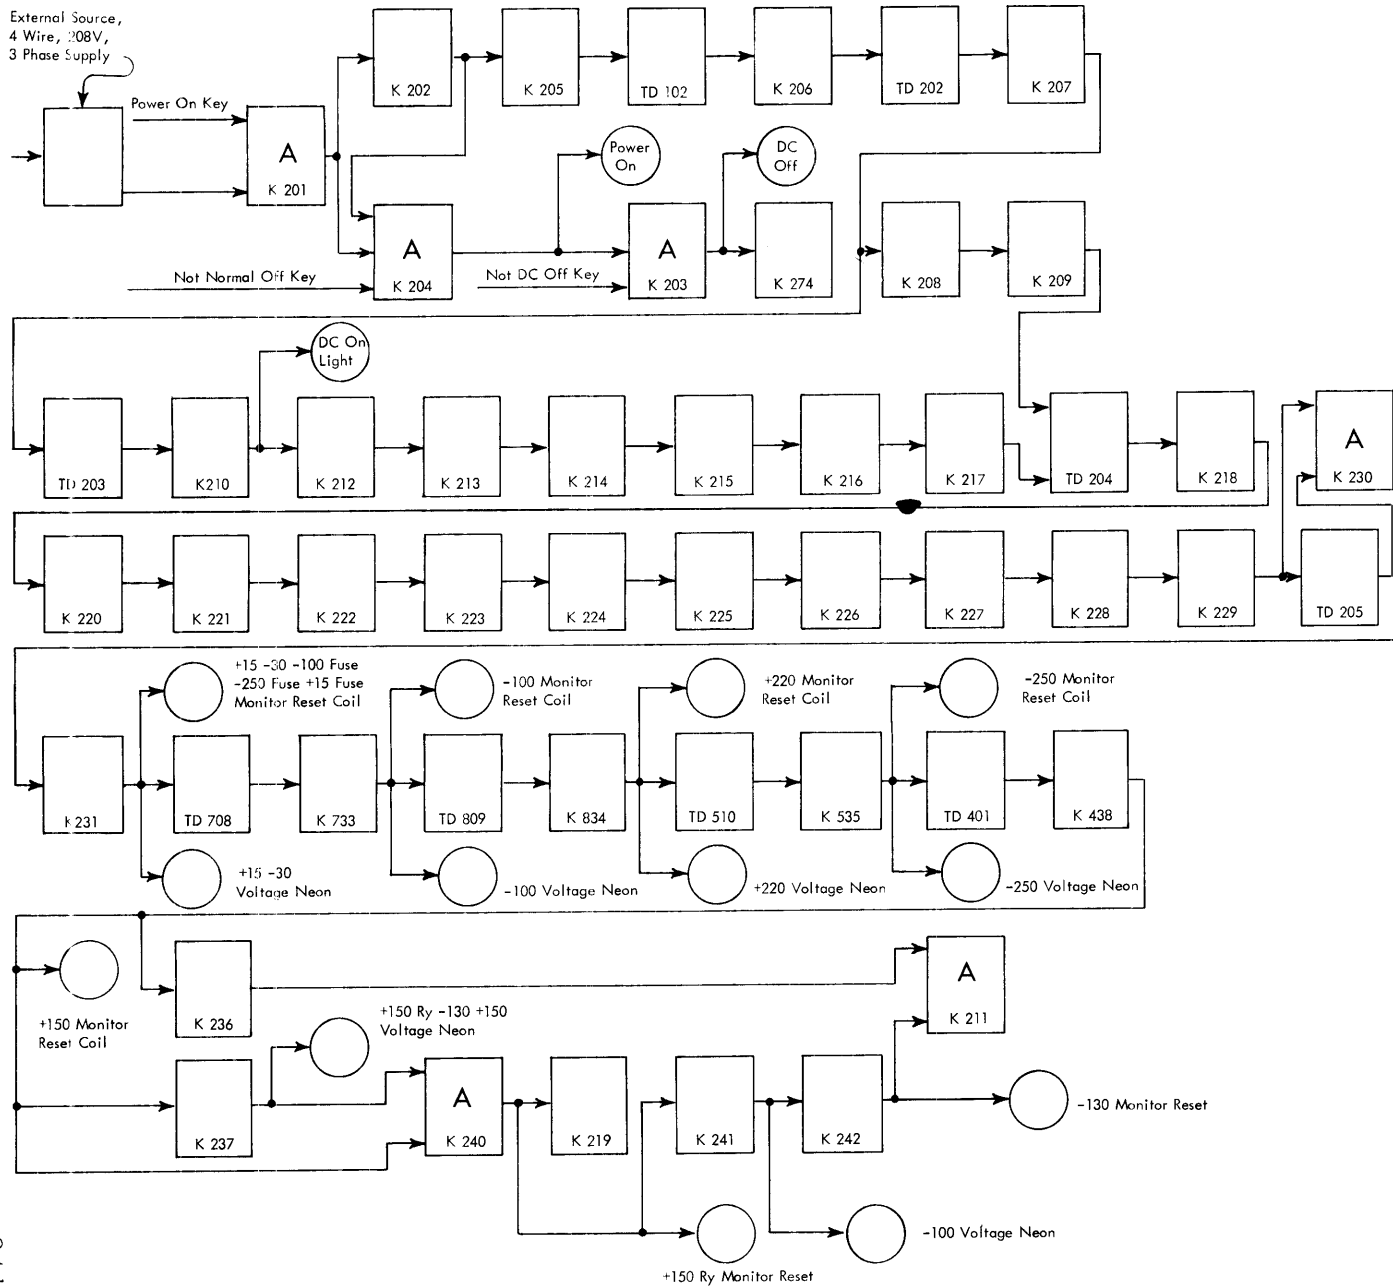 External Source,
4 Wire, 208V,
3 Phase Supply
Power On Key
A
K 201
K 202
K 205
TD 102
K 206
TD 202
K 207
Power
On
DC
Off
A
K 204
Not Normal Off Key
Not DC Off Key
A
K 203
K 274
K 208
K 209
DC On
Light
TD 203
K210
K 212
K 213
K 214
K 215
K 216
K 217
TD 204
K 218
A
K 230
K 220
K 221
K 222
K 223
K 224
K 225
K 226
K 227
K 228
K 229
TD 205
+15 -30 -100 Fuse
-250 Fuse +15 Fuse
Monitor Reset Coil
-100 Monitor
Reset Coil
+220 Monitor
Reset Coil
-250 Monitor
Reset Coil
K 231
TD 708
K 733
TD 809
K 834
TD 510
K 535
TD 401
K 438
+15 -30
Voltage Neon
-100 Voltage Neon
+220 Voltage Neon
-250 Voltage Neon
+150 Monitor
Reset Coil
K 236
+150 Ry -130 +150
Voltage Neon
A
K 211
K 237
A
K 240
K 219
K 241
K 242
-130 Monitor Reset
-100 Voltage Neon
+150 Ry Monitor Reset